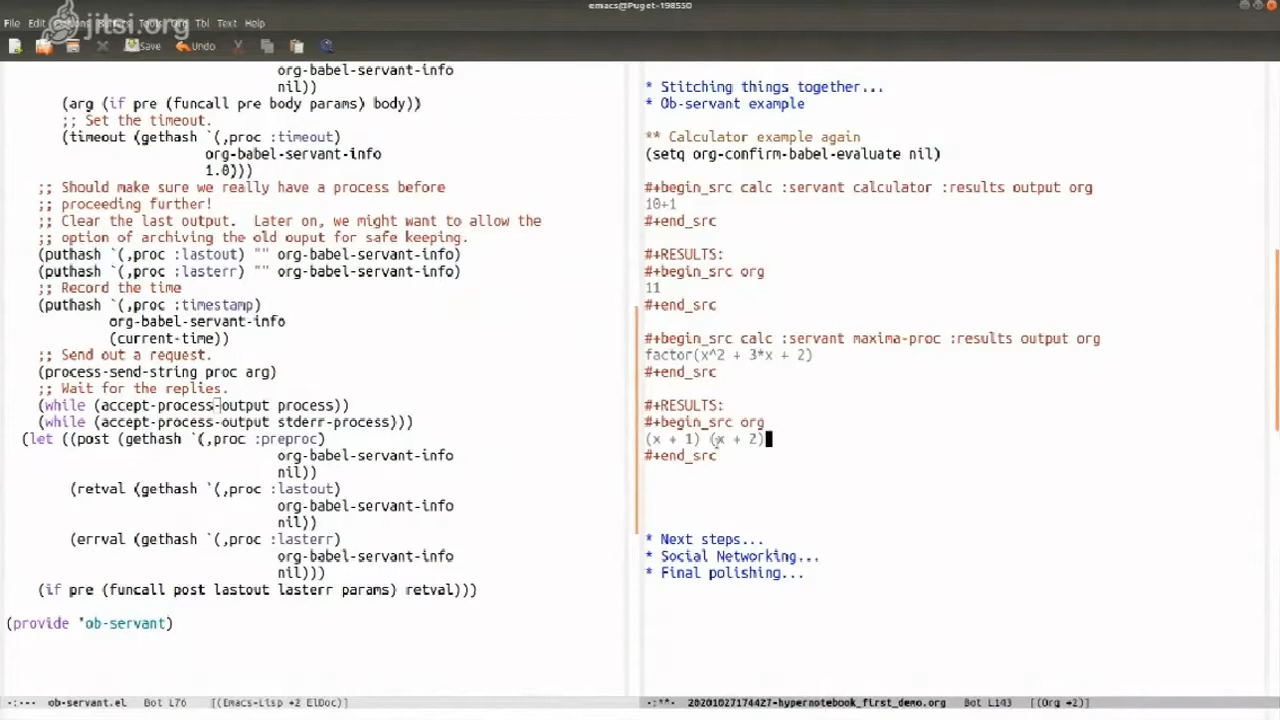 emacs@Puget-198550
File Edit Options Buffers Tools Org Tbl Text Help
jitsi.org
Save Undo
org-babel-servant-info
nil))
(arg (if pre (funcall pre body params) body))
;; Set the timeout.
(timeout (gethash `(,proc :timeout)
org-babel-servant-info
1.0)))
;; Should make sure we really have a process before
;; proceeding further!
;; Clear the last output.  Later on, we might want to allow the
;; option of archiving the old ouput for safe keeping.
(puthash `(,proc :lastout) "" org-babel-servant-info)
(puthash `(,proc :lasterr) "" org-babel-servant-info)
;; Record the time
(puthash `(,proc :timestamp)
org-babel-servant-info
(current-time))
;; Send out a request.
(process-send-string proc arg)
;; Wait for the replies.
(while (accept-process-output process))
(while (accept-process-output stderr-process)))
(let ((post (gethash `(,proc :preproc)
org-babel-servant-info
nil))
(retval (gethash `(,proc :lastout)
org-babel-servant-info
nil))
(errval (gethash `(,proc :lasterr)
org-babel-servant-info
nil)))
(if pre (funcall post lastout lasterr params) retval)))
(provide 'ob-servant)
-:--- ob-servant.el Bot L76 [(Emacs-Lisp +2 ElDoc)]
* Stitching things together...
* Ob-servant example
** Calculator example again
(setq org-confirm-babel-evaluate nil)
#+begin_src calc :servant calculator :results output org
10+1
#+end_src
#+RESULTS:
#+begin_src org
11
#+end_src
#+begin_src calc :servant maxima-proc :results output org
factor(x^2 + 3*x + 2)
#+end_src
#+RESULTS:
#+begin_src org
(x + 1) (x + 2)
#+end_src
* Next steps...
* Social Networking...
* Final polishing...
-:**- 20201027174427-hypernotebook_first_demo.org Bot L143 [(Org +2)]